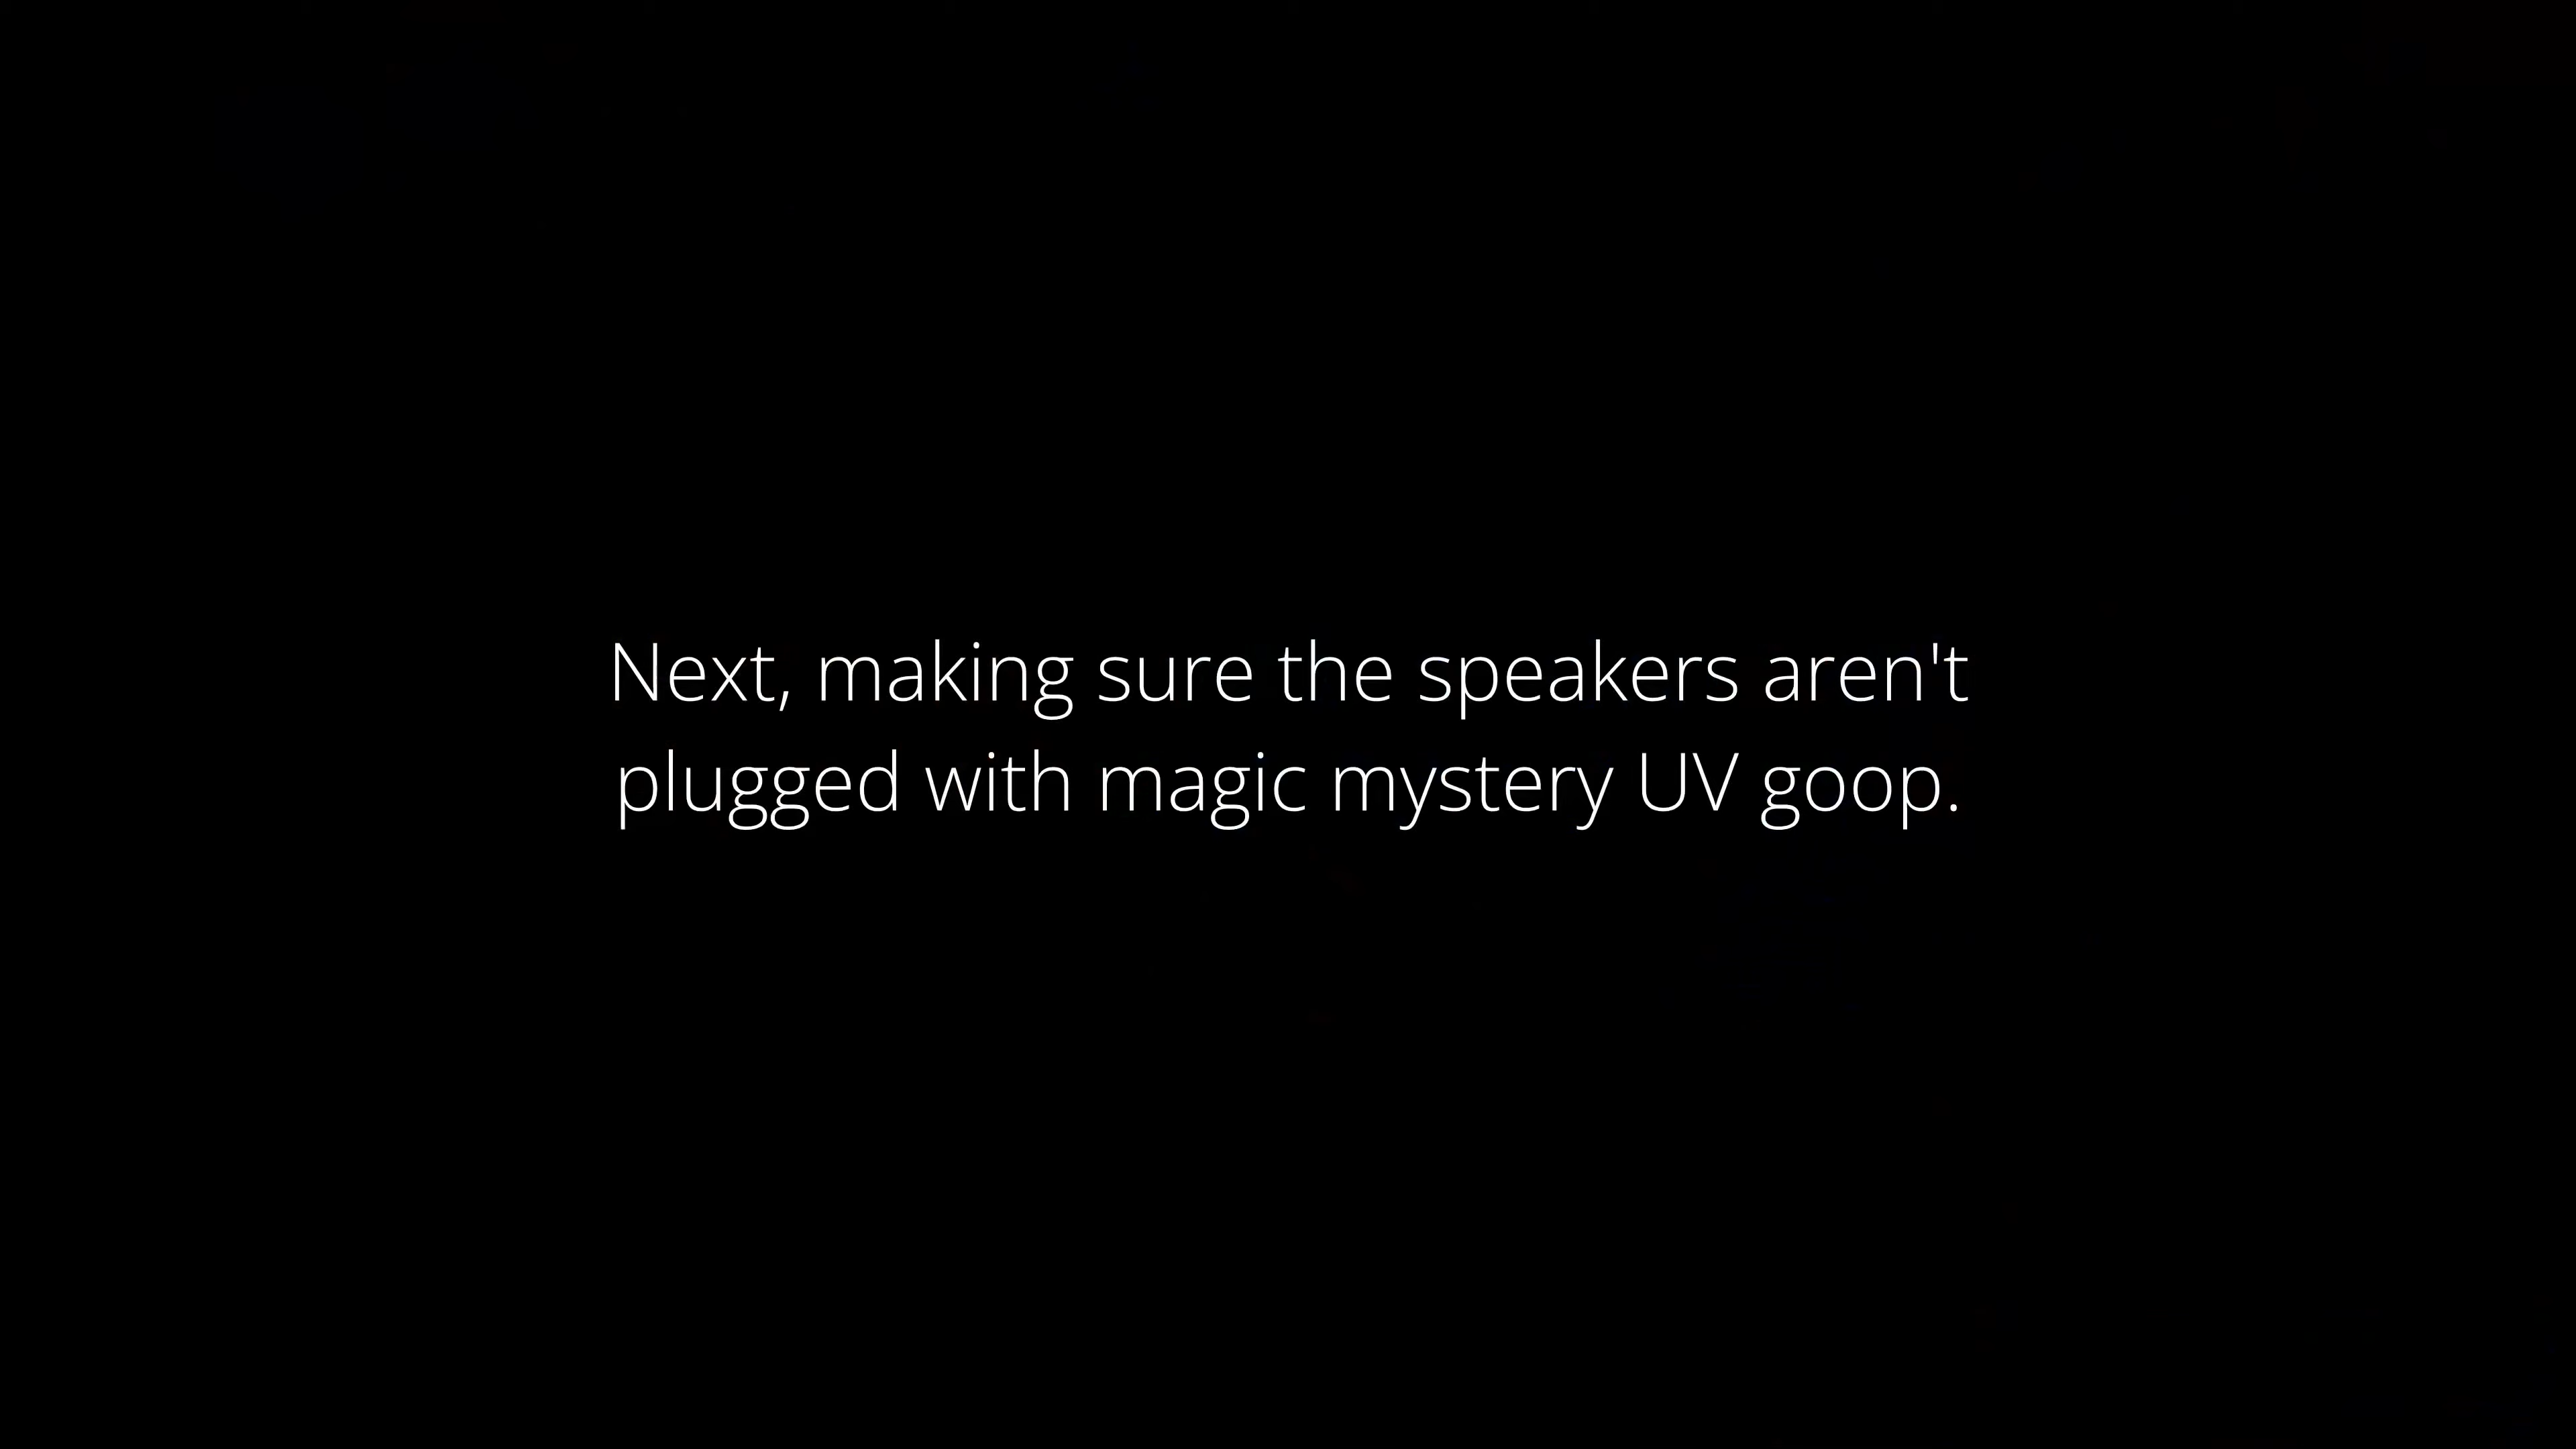 Next, making sure the speakers aren't
plugged with magic mystery UV goop.